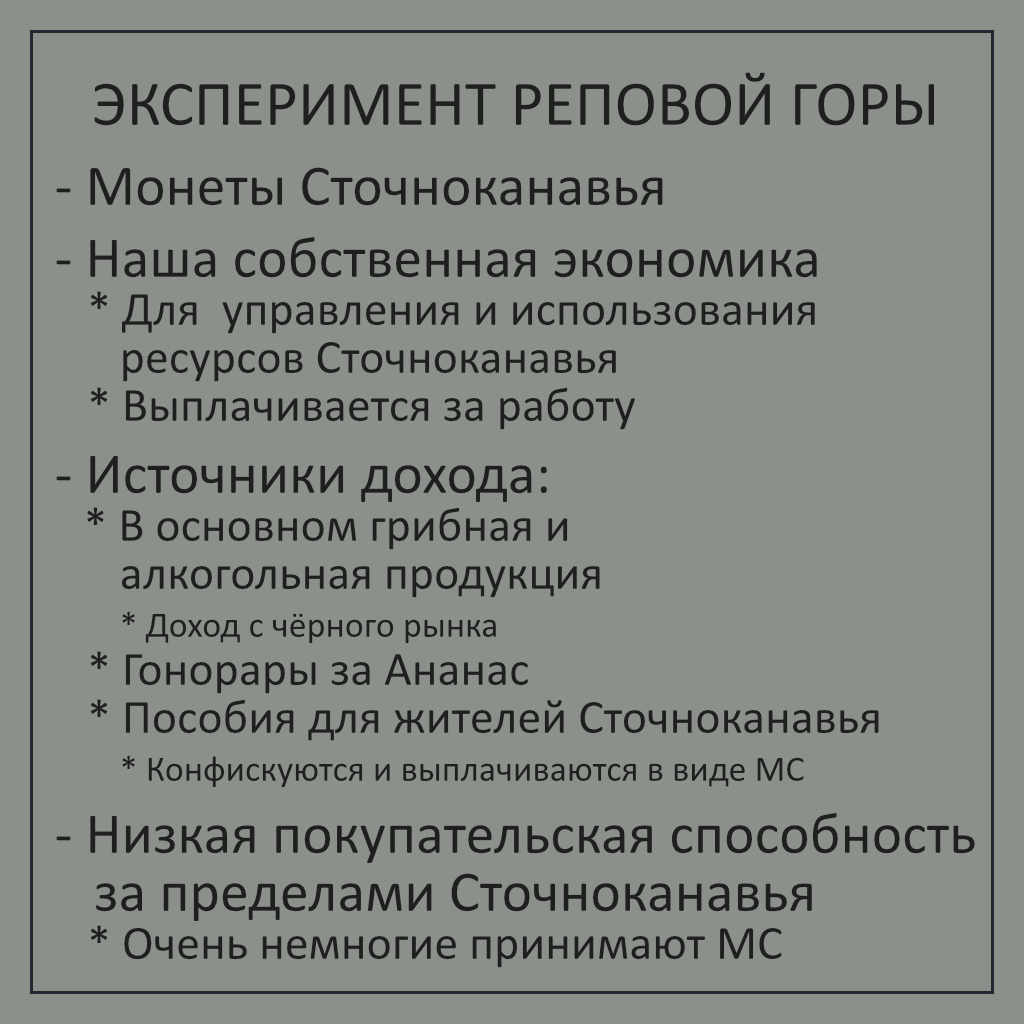 ЭКСПЕРИМЕНТ РЕПОВОЙ ГОРЫ
- Монеты Сточноканавья
- Наша собственная экономика
* Для  управления и использования
ресурсов Сточноканавья
* Выплачивается за работу
- Источники дохода:
* В основном грибная и
алкогольная продукция
* Доход с чёрного рынка
* Гонорары за Ананас
* Пособия для жителей Сточноканавья
* Конфискуются и выплачиваются в виде МС
- Низкая покупательская способность
за пределами Сточноканавья
* Очень немногие принимают МС